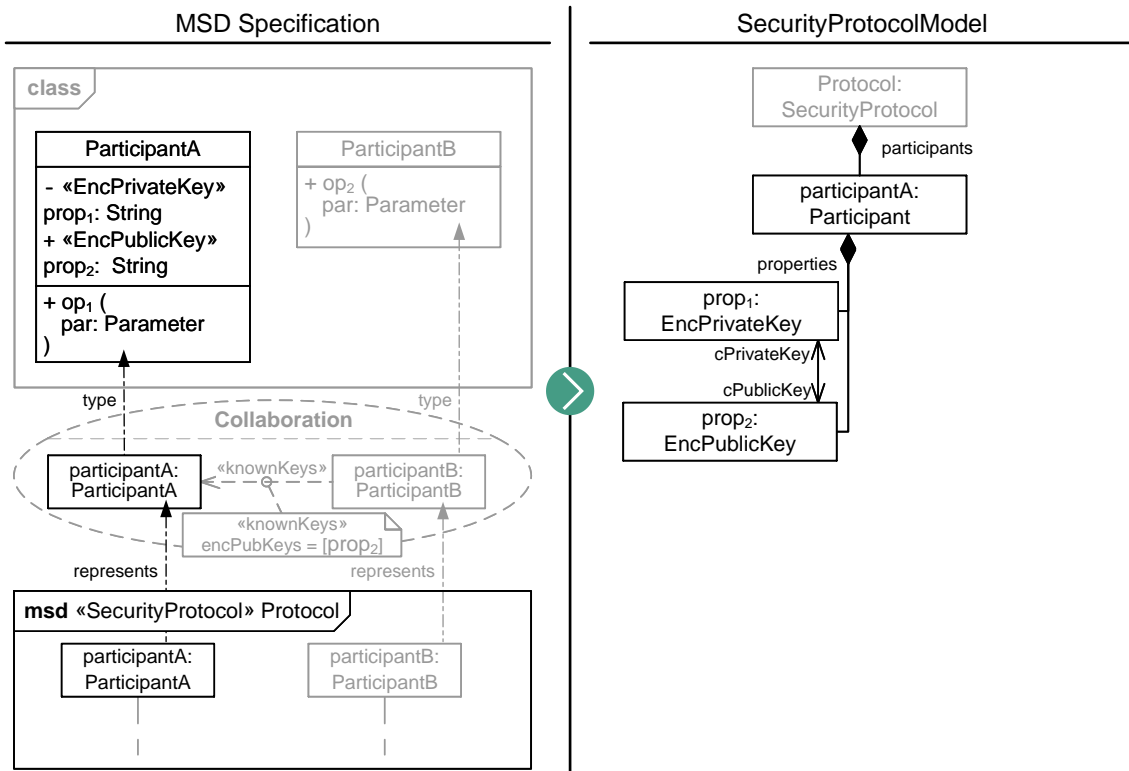 MSD Specification
class
ParticipantA
- «EncPrivateKey»
prop₁: String
+ «EncPublicKey»
prop₂: String
+ op₁ (
par: Parameter
)
ParticipantB
+ op₂ (
par: Parameter
)
type
type
Collaboration
participantA:
ParticipantA
«knownKeys»
participantB:
ParticipantB
«knownKeys»
encPubKeys = [prop₂]
represents
represents
msd «SecurityProtocol» Protocol
participantA:
ParticipantA
participantB:
ParticipantB
SecurityProtocolModel
Protocol:
SecurityProtocol
participants
participantA:
Participant
properties
prop₁:
EncPrivateKey
cPrivateKey
cPublicKey
prop₂:
EncPublicKey